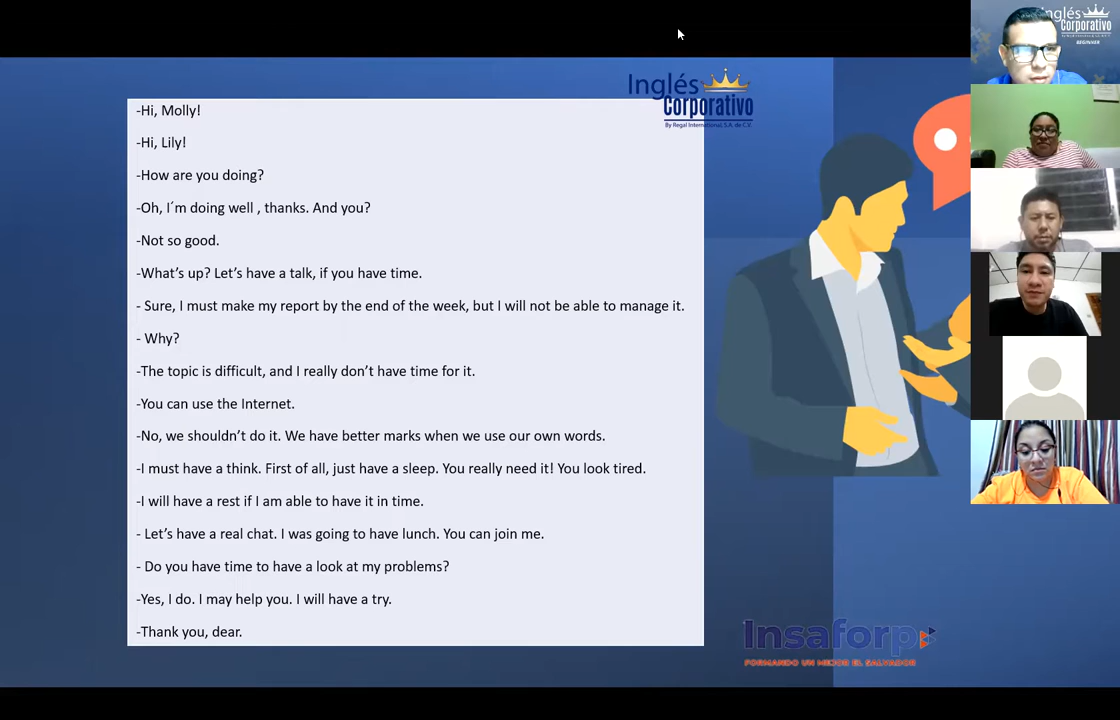 Inglés
Corporativo
By Regal International, S.A. de C.V.
-Hi, Molly!
-Hi, Lily!
-How are you doing?
-Oh, I´m doing well , thanks. And you?
-Not so good.
-What's up? Let's have a talk, if you have time.
- Sure, I must make my report by the end of the week, but I will not be able to manage it.
- Why?
-The topic is difficult, and I really don't have time for it.
-You can use the Internet.
-No, we shouldn't do it. We have better marks when we use our own words.
-I must have a think. First of all, just have a sleep. You really need it! You look tired.
-I will have a rest if I am able to have it in time.
- Let's have a real chat. I was going to have lunch. You can join me.
- Do you have time to have a look at my problems?
-Yes, I do. I may help you. I will have a try.
-Thank you, dear.
Insaforp
FORMANDO UN MEJOR EL SALVADOR
Inglés
Corporativo
BEGINNER